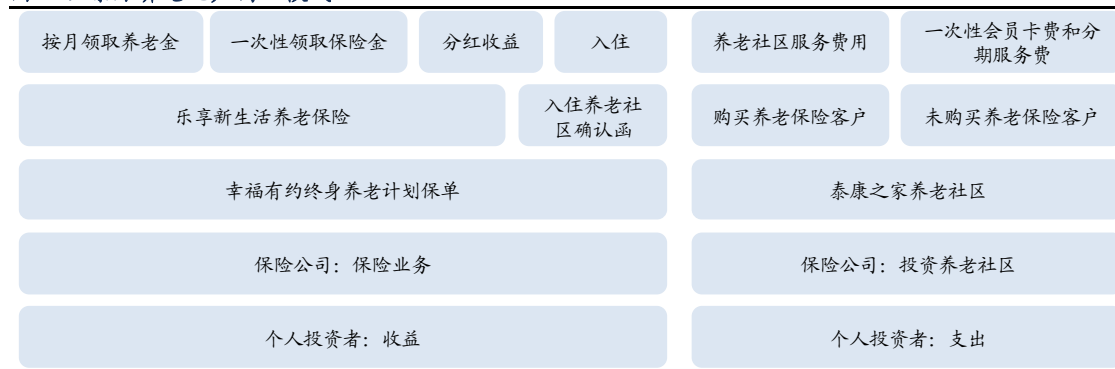 按月领取养老金
一次性领取保险金
分红收益
入住
养老社区服务费用
一次性会员卡费和分
期服务费
乐享新生活养老保险
入住养老社
区确认函
购买养老保险客户
未购买养老保险客户
幸福有约终身养老计划保单
泰康之家养老社区
保险公司：保险业务
保险公司：投资养老社区
个人投资者：收益
个人投资者：支出